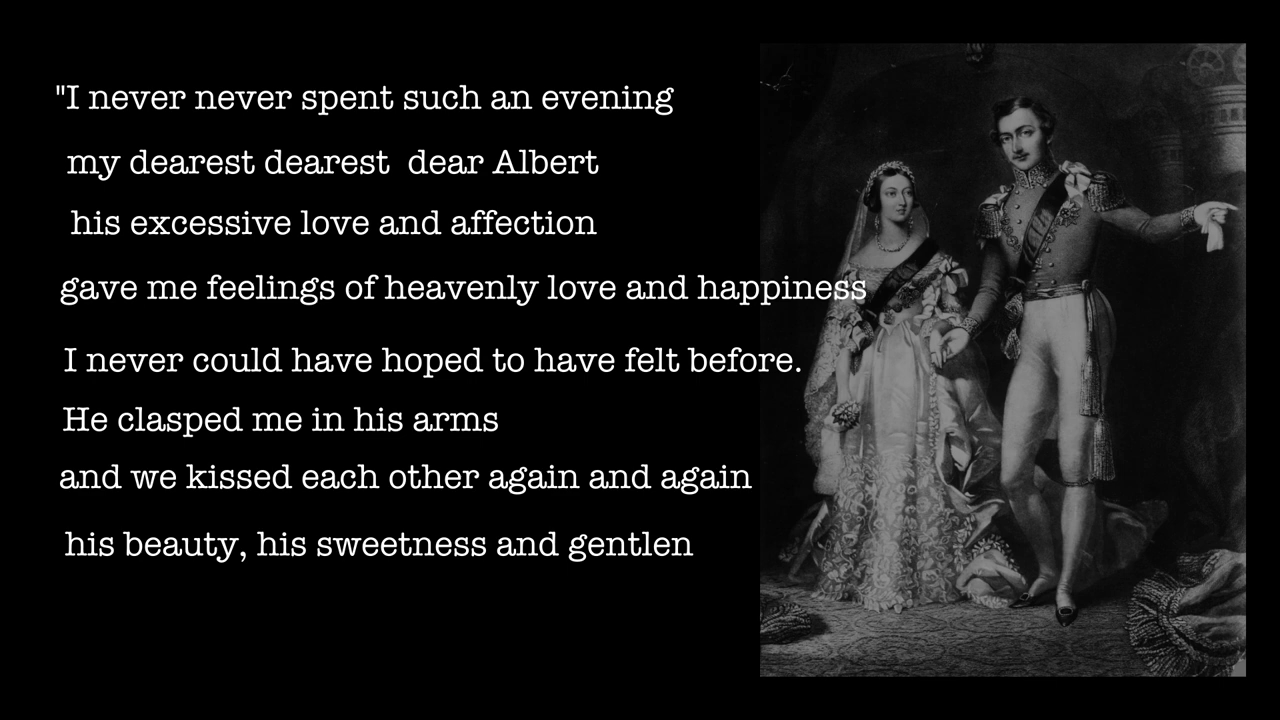 "I never never spent such an evening
my dearest dearest  dear Albert
his excessive love and affection
gave me feelings of heavenly love and happiness
I never could have hoped to have felt before.
He clasped me in his arms
and we kissed each other again and again
his beauty, his sweetness and gentlen